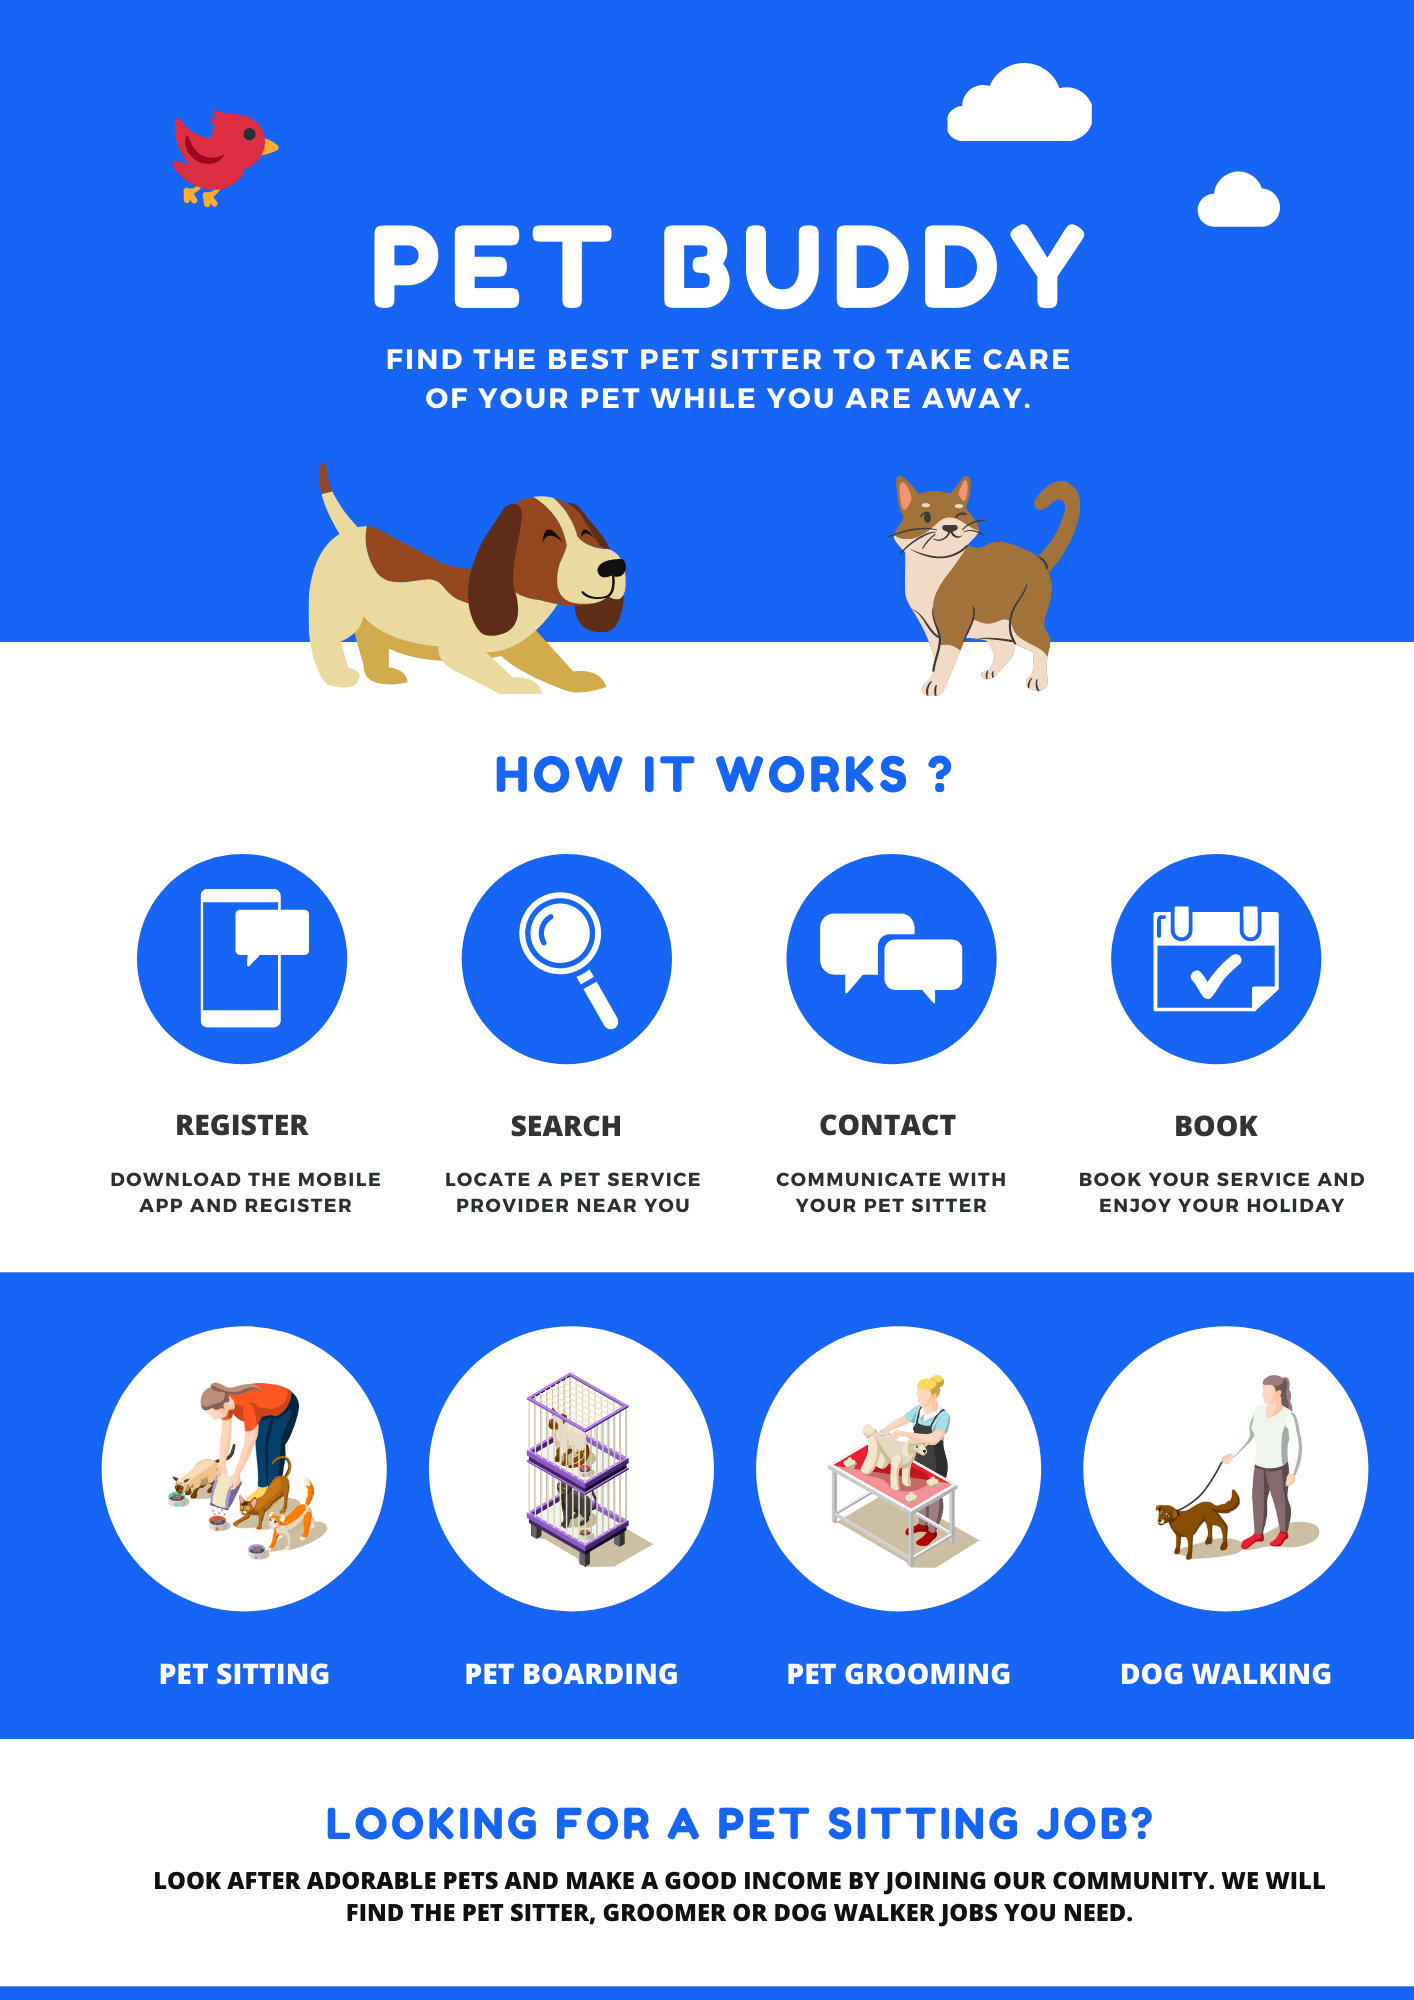 PET BUDDY
FIND THE BEST PET SITTER TO TAKE CARE
OF YOUR PET WHILE YOU ARE AWAY.
HOW IT WORKS ?
REGISTER
DOWNLOAD THE MOBILE
APP AND REGISTER
SEARCH
LOCATE A PET SERVICE
PROVIDER NEAR YOU
CONTACT
COMMUNICATE WITH
YOUR PET SITTER
BOOK
BOOK YOUR SERVICE AND
ENJOY YOUR HOLIDAY
PET SITTING
PET BOARDING
PET GROOMING
DOG WALKING
LOOKING FOR A PET SITTING JOB?
LOOK AFTER ADORABLE PETS AND MAKE A GOOD INCOME BY JOINING OUR COMMUNITY. WE WILL
FIND THE PET SITTER, GROOMER OR DOG WALKER JOBS YOU NEED.